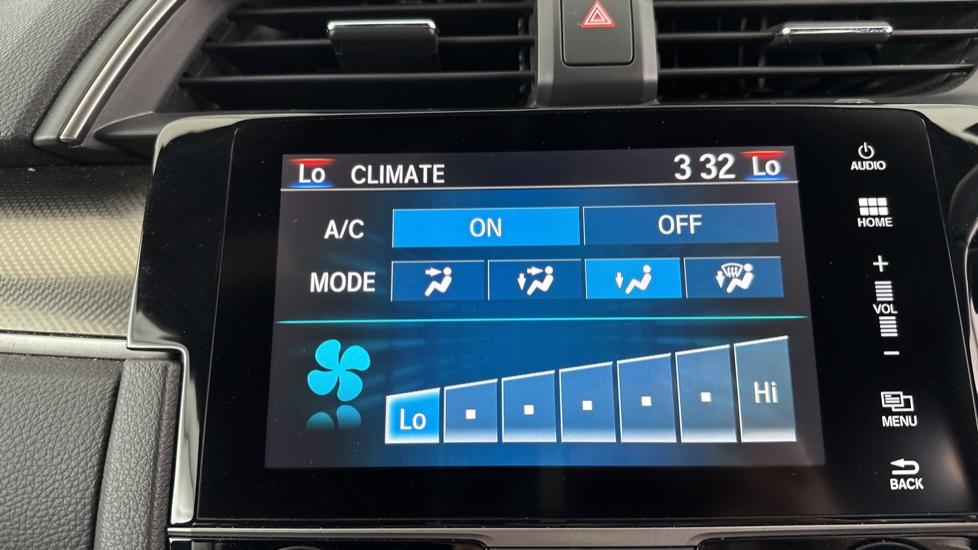 Lo CLIMATE 3 32 Lo
A/C ON OFF
MODE
Lo Hi
AUDIO
HOME
+
VOL
−
MENU
BACK